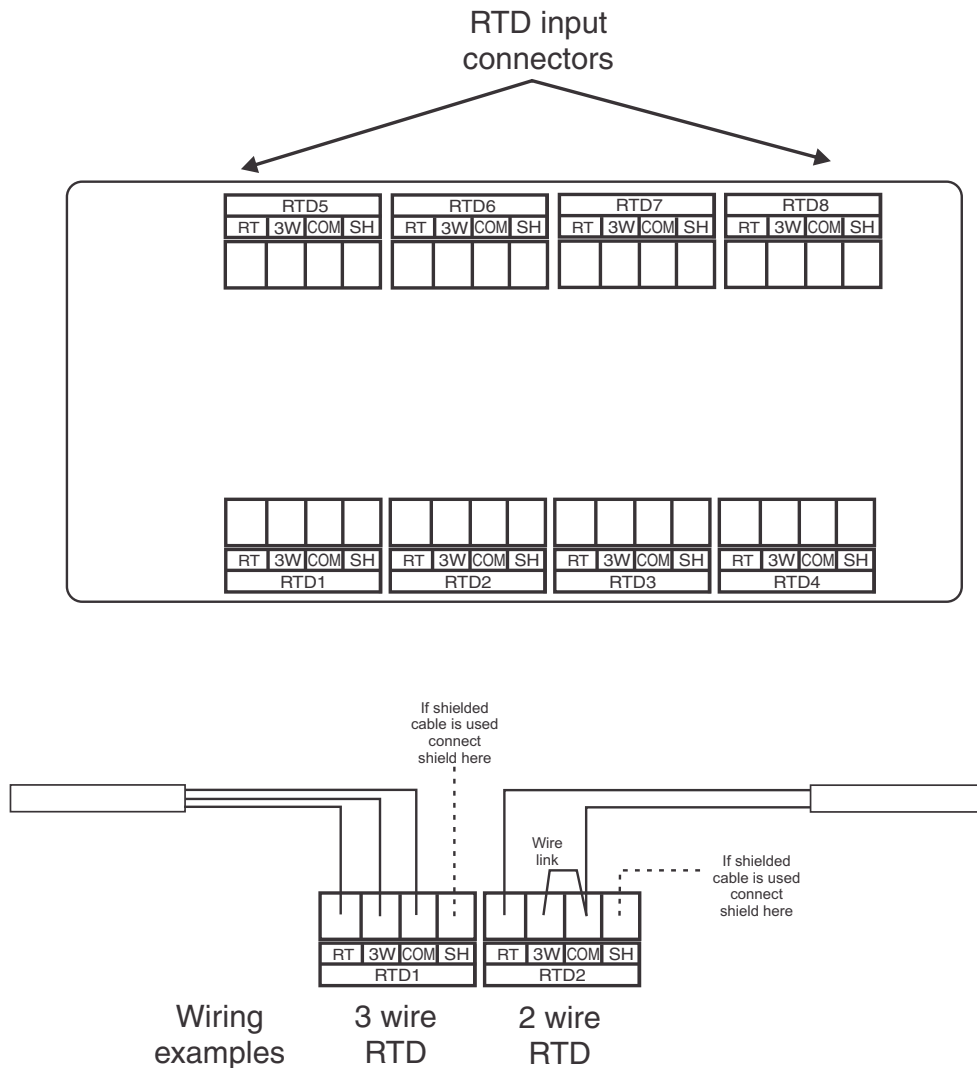 RTD input
connectors
RTD5 RTD6 RTD7 RTD8
RT 3W COM SH RT 3W COM SH RT 3W COM SH RT 3W COM SH
RT 3W COM SH RT 3W COM SH RT 3W COM SH RT 3W COM SH
RTD1 RTD2 RTD3 RTD4
If shielded
cable is used
connect
shield here
Wire
link
If shielded
cable is used
connect
shield here
RT 3W COM SH RT 3W COM SH
RTD1 RTD2
Wiring
examples
3 wire
RTD
2 wire
RTD